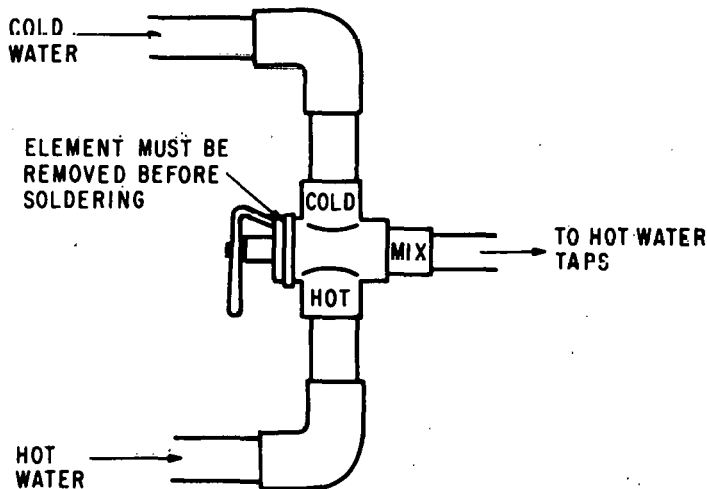 COLD
WATER
ELEMENT MUST BE
REMOVED BEFORE
SOLDERING
COLD
MIX
HOT
TO HOT WATER
TAPS
HOT
WATER